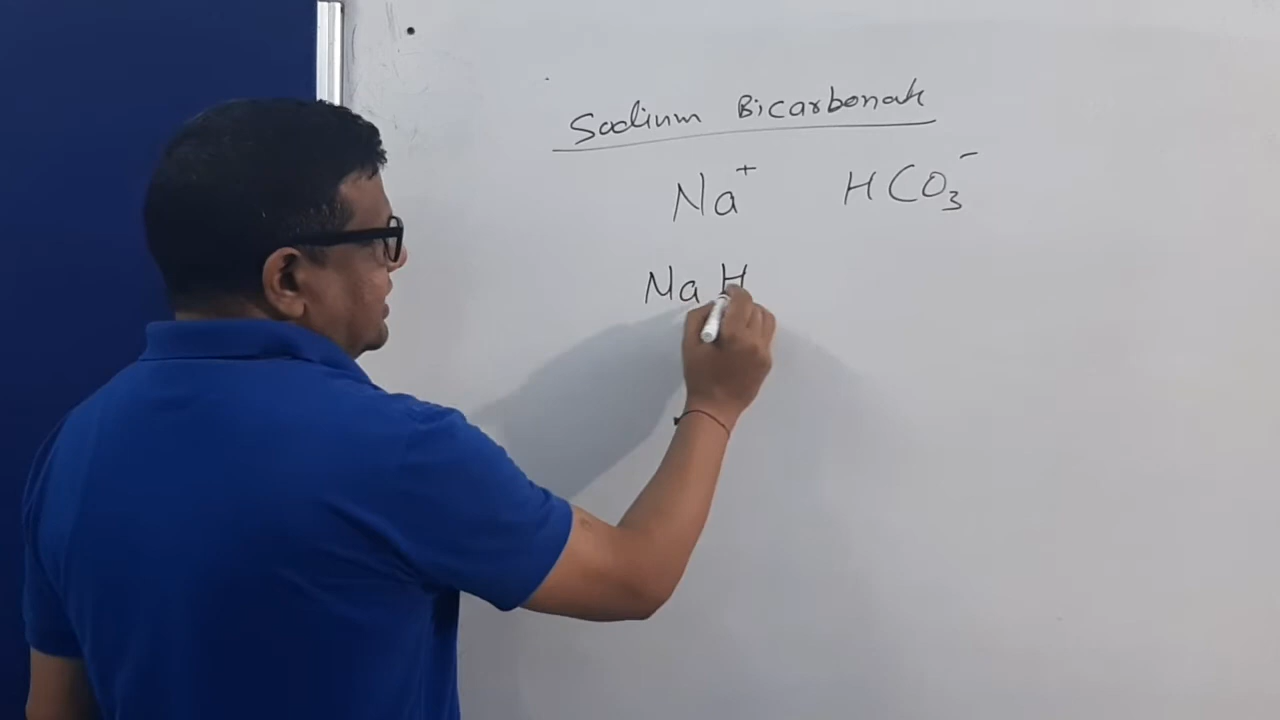 Sodium Bicarbonate
Na⁺ HCO₃⁻
Na H